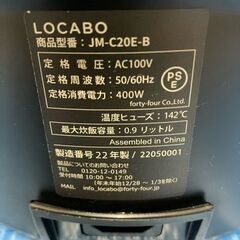 LOCABO
商品型番：JM-C20E-B
定格電圧：AC100V
定格周波数：50/60Hz
定格消費電力：400W
PSE
forty-four Co.,Ltd.
温度ヒューズ：142℃
最大炊飯容量：0.9リットル
Assembled in China
製造番号 22年製 / 22050001
製品についてのお問い合わせ
TEL 0120-12-0149
受付時間 10:00 〜 17:00
(年末年始12/28 〜 1/3を除く)
MAIL
info_locabo@forty-four.jp